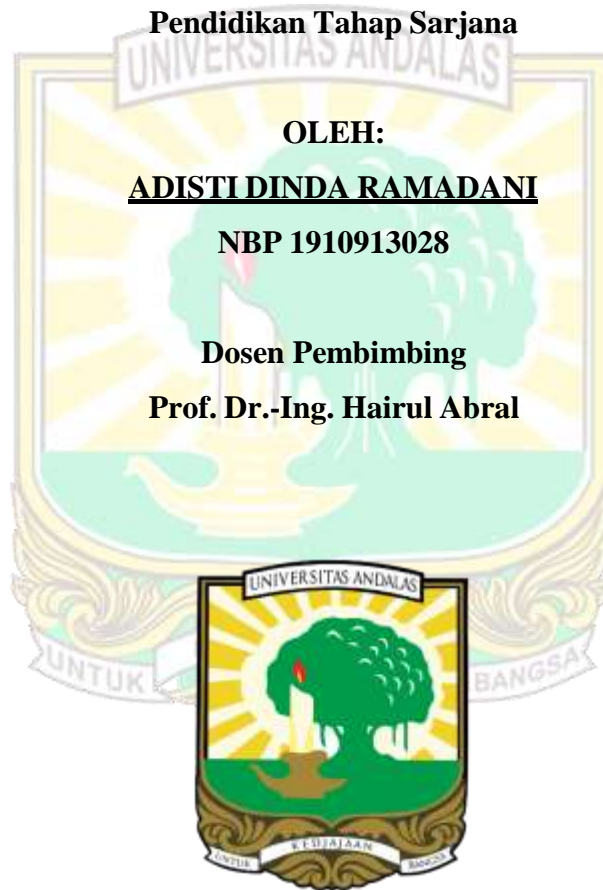 Pendidikan Tahap Sarjana
UNIVERSITAS ANDALAS
OLEH:
ADISTI DINDA RAMADANI
NBP 1910913028
Dosen Pembimbing
Prof. Dr.-Ing. Hairul Abral
UNIVERSITAS ANDALAS
UNTUK
BANGSA
UNTUK
KEDJAJAAN
BANGSA